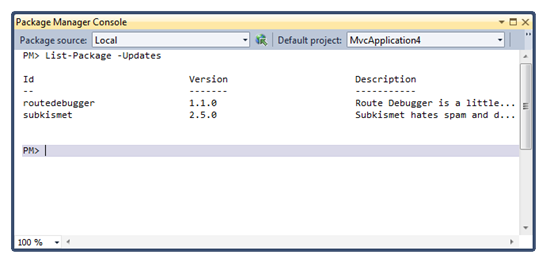 Package Manager Console
Package source: Local Default project: MvcApplication4
PM> List-Package -Updates
Id Version Description
-- ------- -----------
routedebugger 1.1.0 Route Debugger is a little...
subkismet 2.5.0 Subkismet hates spam and d...
PM>
100 %